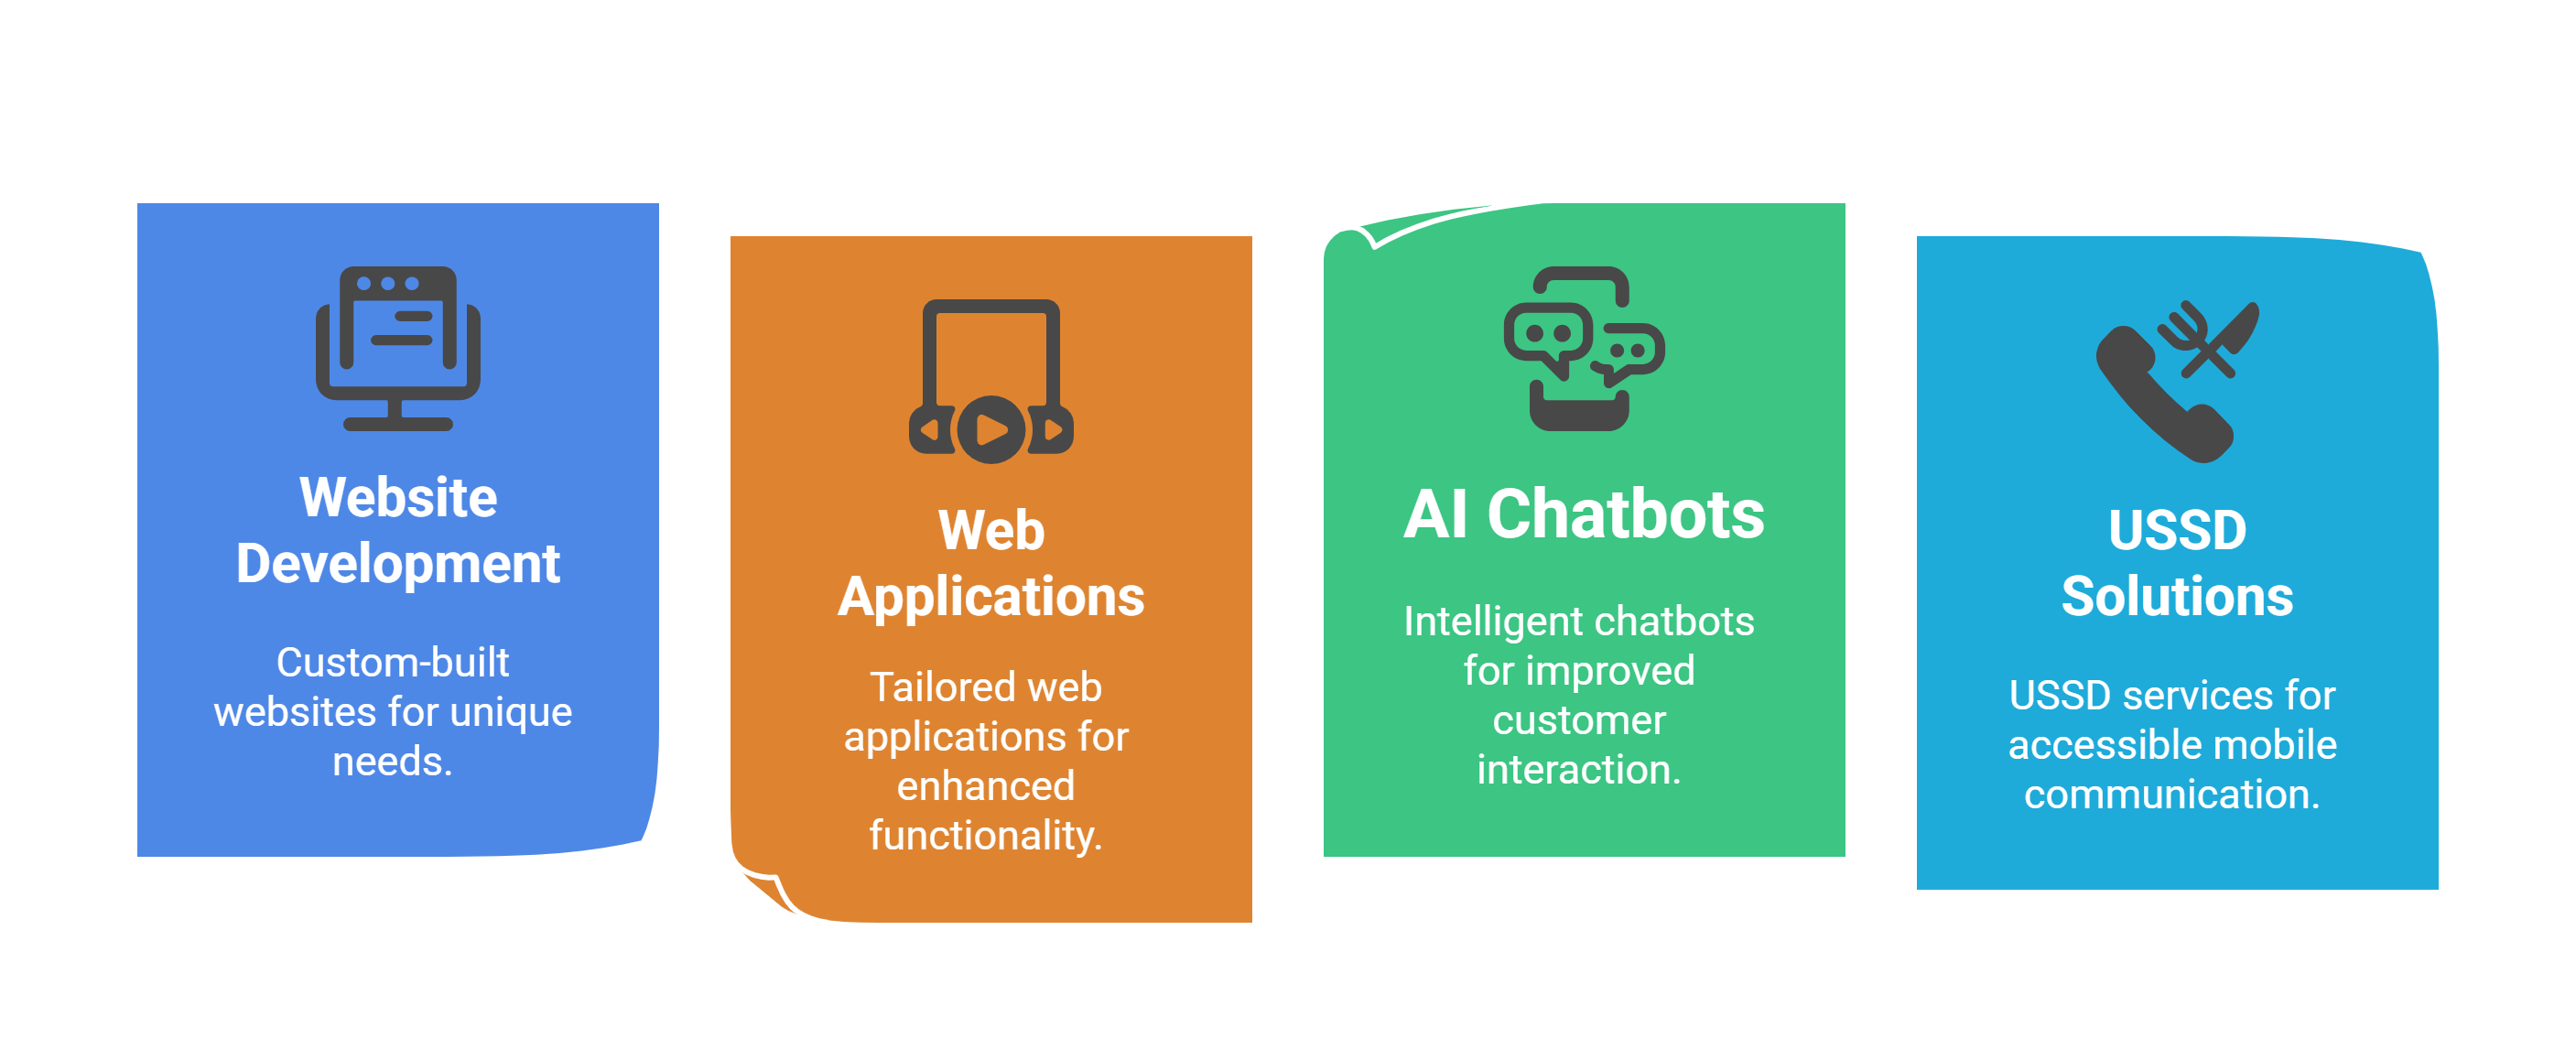 Website
Development
Custom-built
websites for unique
needs.
Web
Applications
Tailored web
applications for
enhanced
functionality.
AI Chatbots
Intelligent chatbots
for improved
customer
interaction.
USSD
Solutions
USSD services for
accessible mobile
communication.